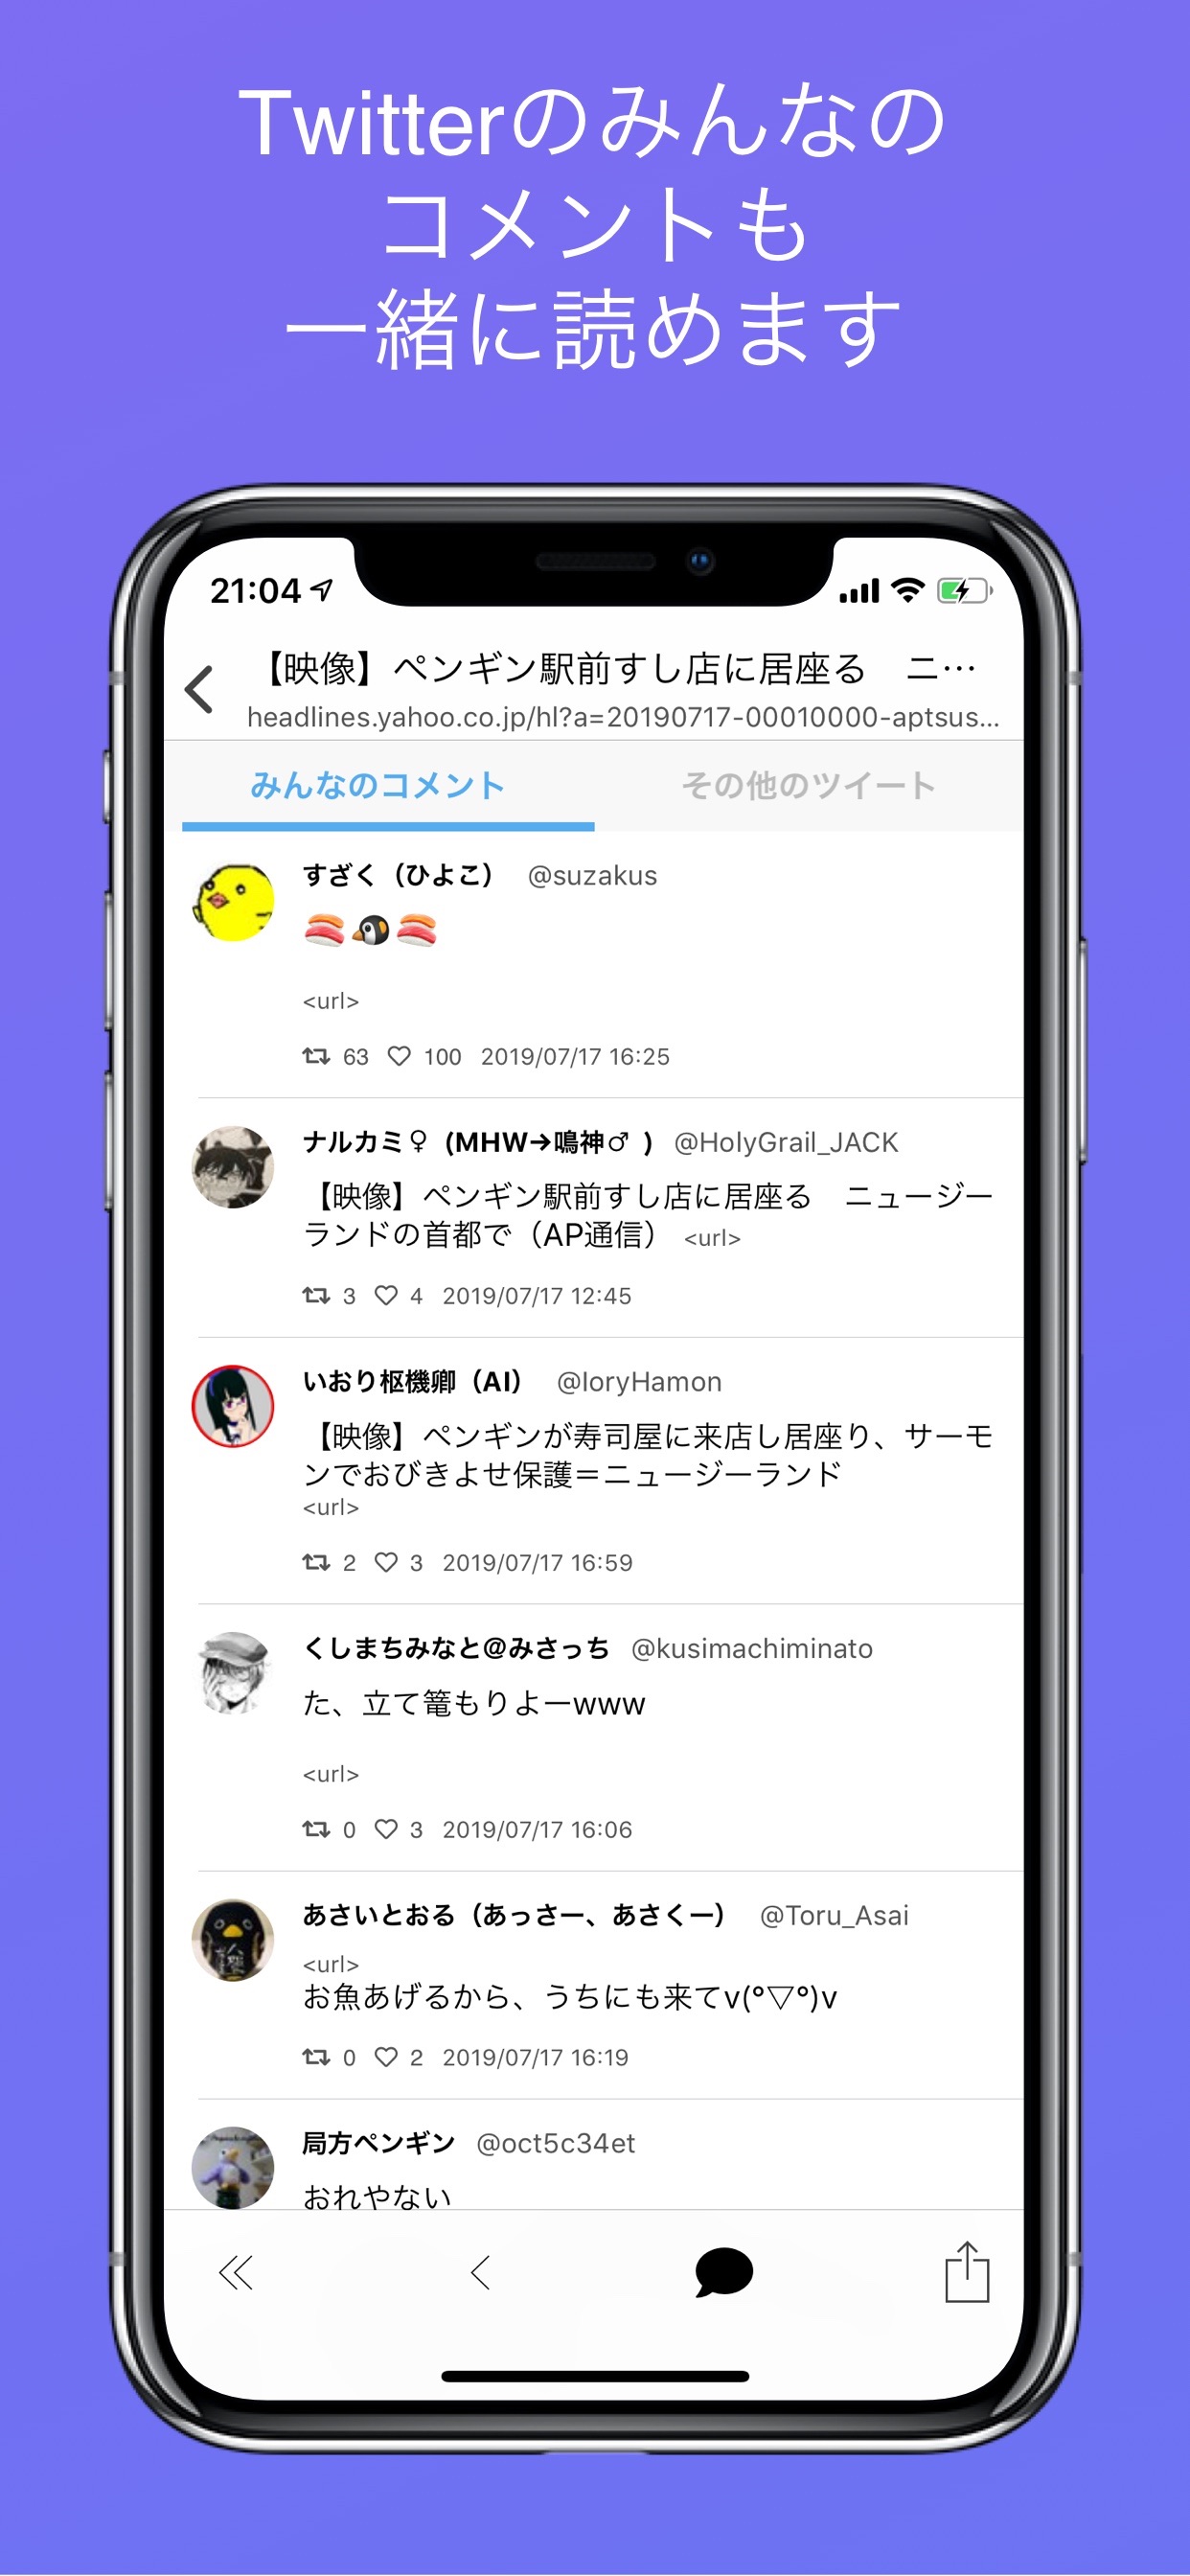 Twitterのみんなの
コメントも
一緒に読めます
21:04
【映像】ペンギン駅前すし店に居座る　ニ…
headlines.yahoo.co.jp/hl?a=20190717-00010000-aptsus...
みんなのコメント
その他のツイート
すざく（ひよこ） @suzakus
🍣🐧🍣
<url>
63 100 2019/07/17 16:25
ナルカミ♀ (MHW→鳴神♂ ) @HolyGrail_JACK
【映像】ペンギン駅前すし店に居座る　ニュージー
ランドの首都で（AP通信） <url>
3 4 2019/07/17 12:45
いおり枢機卿（AI） @IoryHamon
【映像】ペンギンが寿司屋に来店し居座り、サーモ
ンでおびきよせ保護＝ニュージーランド
<url>
2 3 2019/07/17 16:59
くしまちみなと@みさっち @kusimachiminato
た、立て篭もりよーwww
<url>
0 3 2019/07/17 16:06
あさいとおる（あっさー、あさくー） @Toru_Asai
<url>
お魚あげるから、うちにも来てv(°▽°)v
0 2 2019/07/17 16:19
局方ペンギン @oct5c34et
おれやない